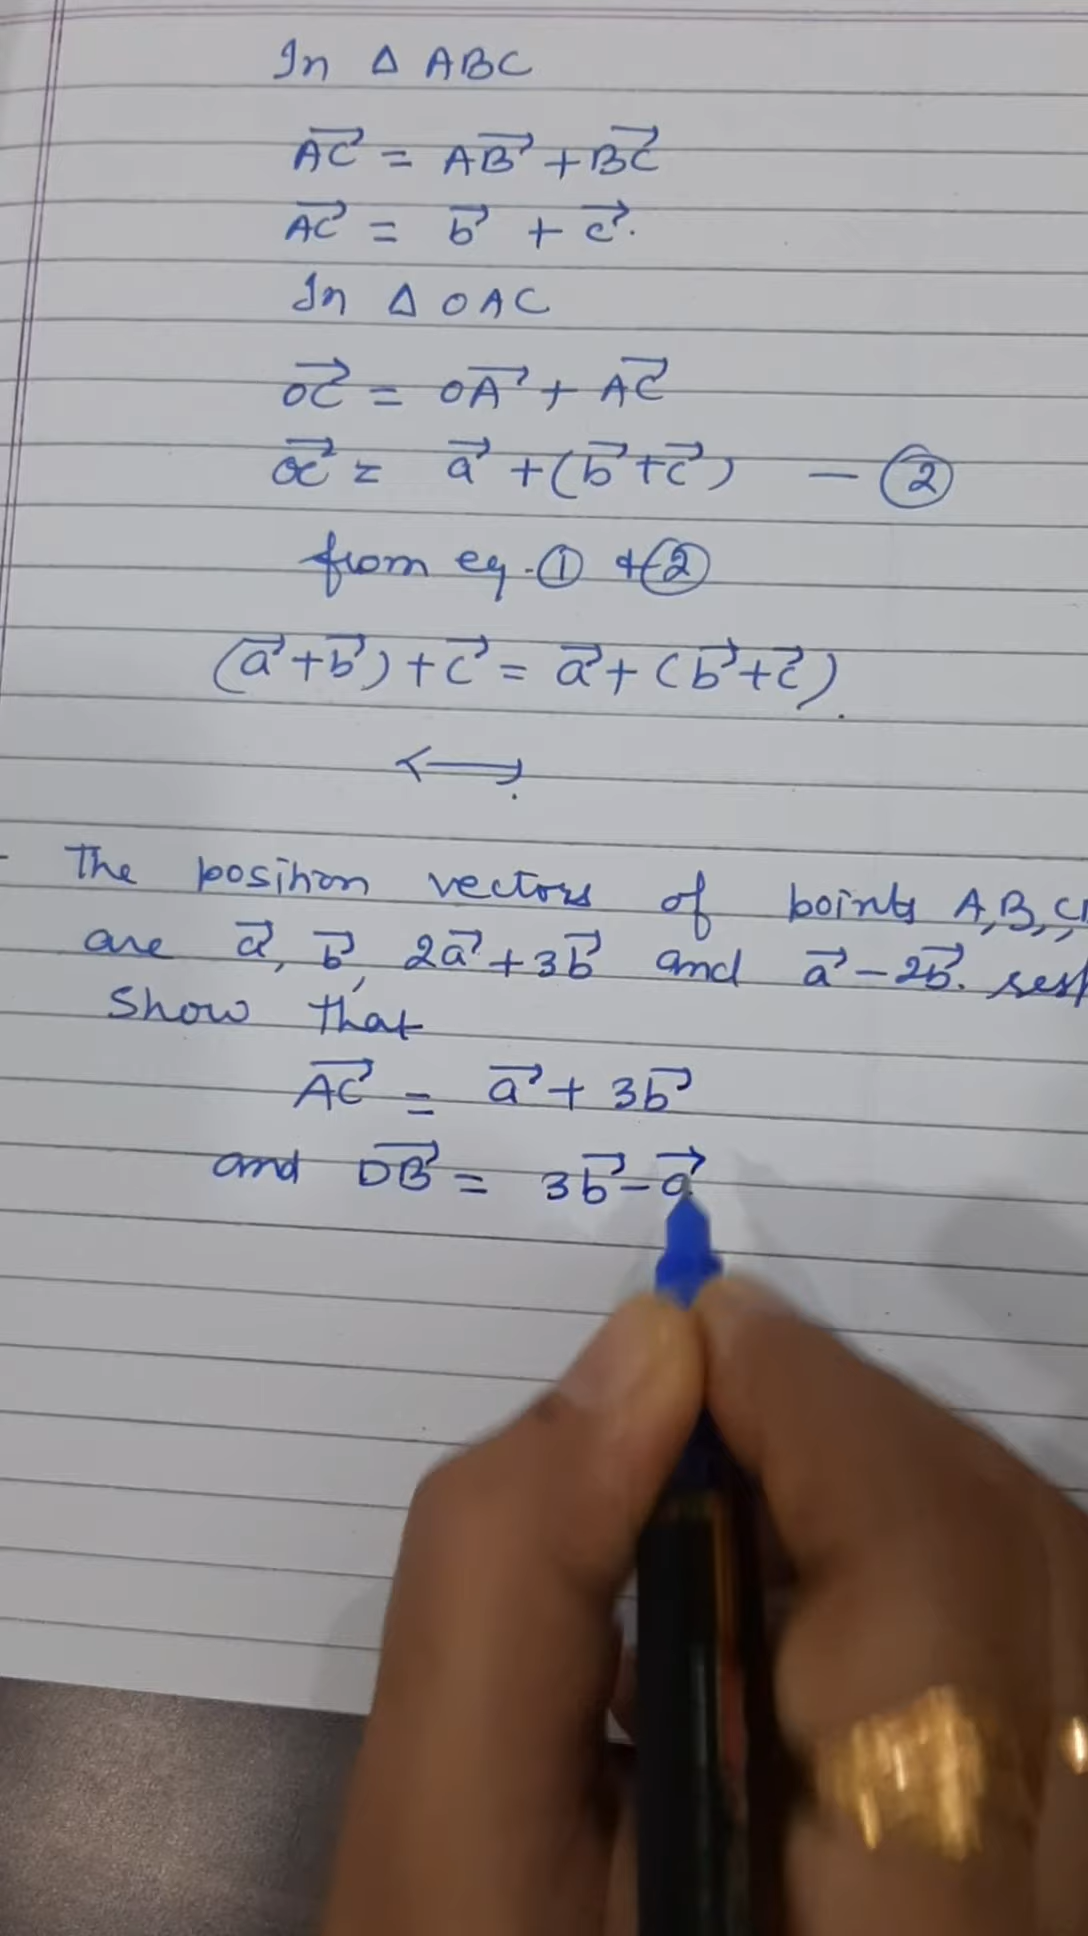 In Δ ABC
AC⃗ = AB⃗ + BC⃗
AC⃗ = b⃗ + c⃗.
In Δ OAC
OC⃗ = OA⃗ + AC⃗
OC⃗ = a⃗ + (b⃗ + c⃗) — ②
from eq. ① & ②
(a⃗ + b⃗) + c⃗ = a⃗ + (b⃗ + c⃗).
The position vectors of points A, B, C,
are a⃗, b⃗, 2a⃗ + 3b⃗ and a⃗ - 2b⃗.
Show that
AC⃗ = a⃗ + 3b⃗
and DB⃗ = 3b⃗ - a⃗